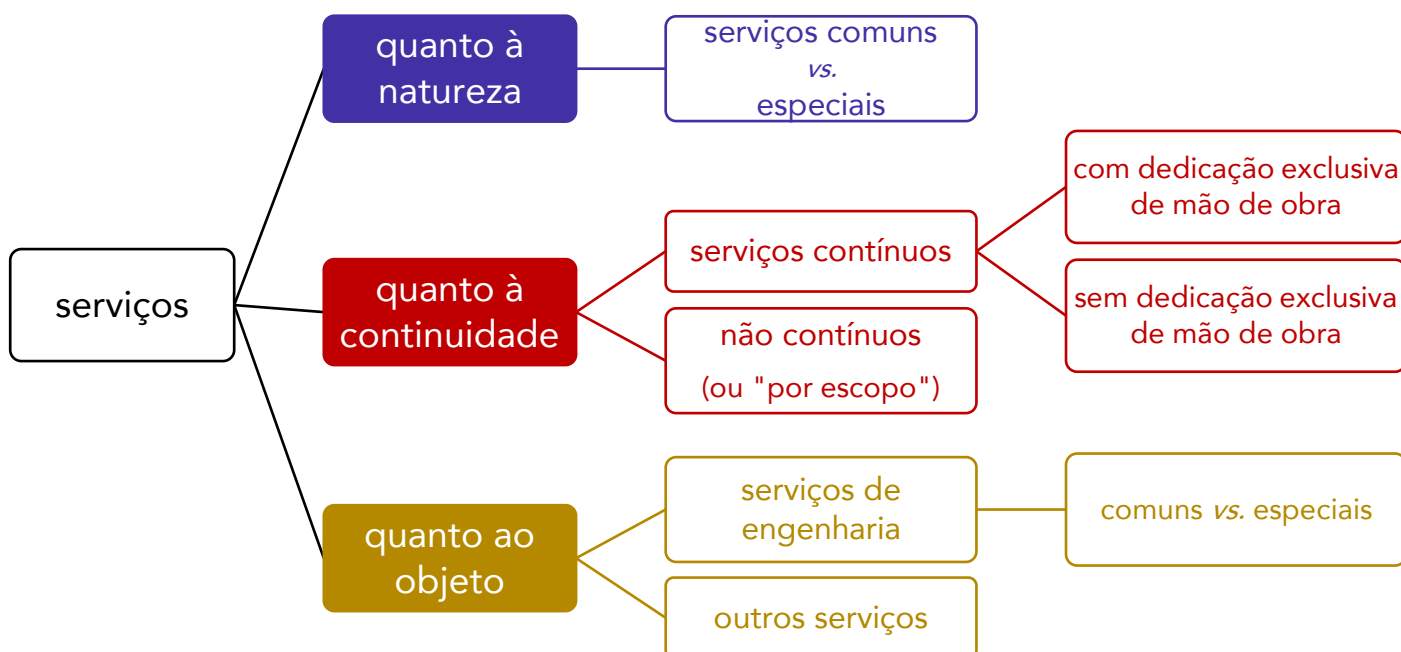 serviços
quanto à
natureza
serviços comuns
vs.
especiais
quanto à
continuidade
serviços contínuos
com dedicação exclusiva
de mão de obra
sem dedicação exclusiva
de mão de obra
não contínuos
(ou "por escopo")
quanto ao
objeto
serviços de
engenharia
comuns vs. especiais
outros serviços